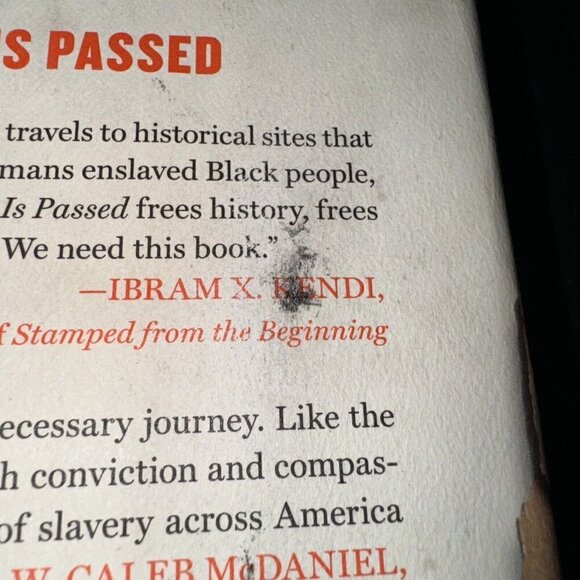 IS PASSED
travels to historical sites that
mans enslaved Black people,
Is Passed frees history, frees
We need this book.”
—IBRAM X. KENDI,
f Stamped from the Beginning
ecessary journey. Like the
h conviction and compas-
of slavery across America
W. CALEB McDANIEL,